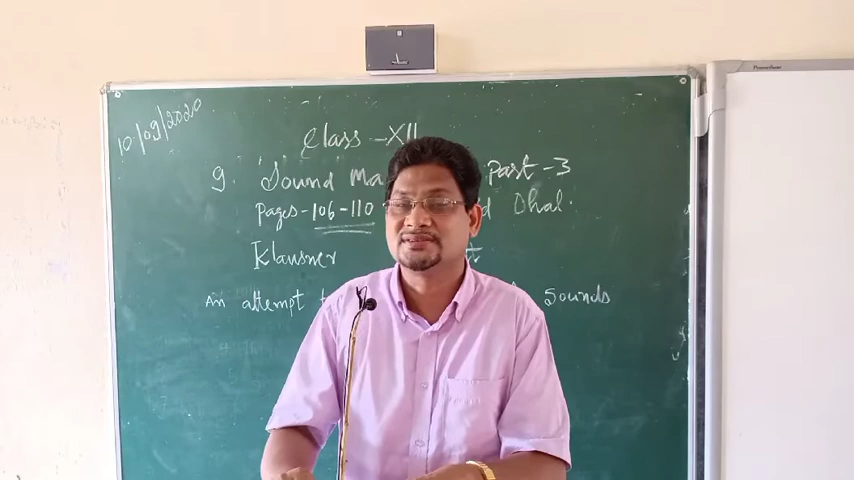 10/09/2020
Class - XII
9. Sound Ma Part - 3
Pages - 106 - 110 d Dhal.
Klausner
An attempt t Sounds